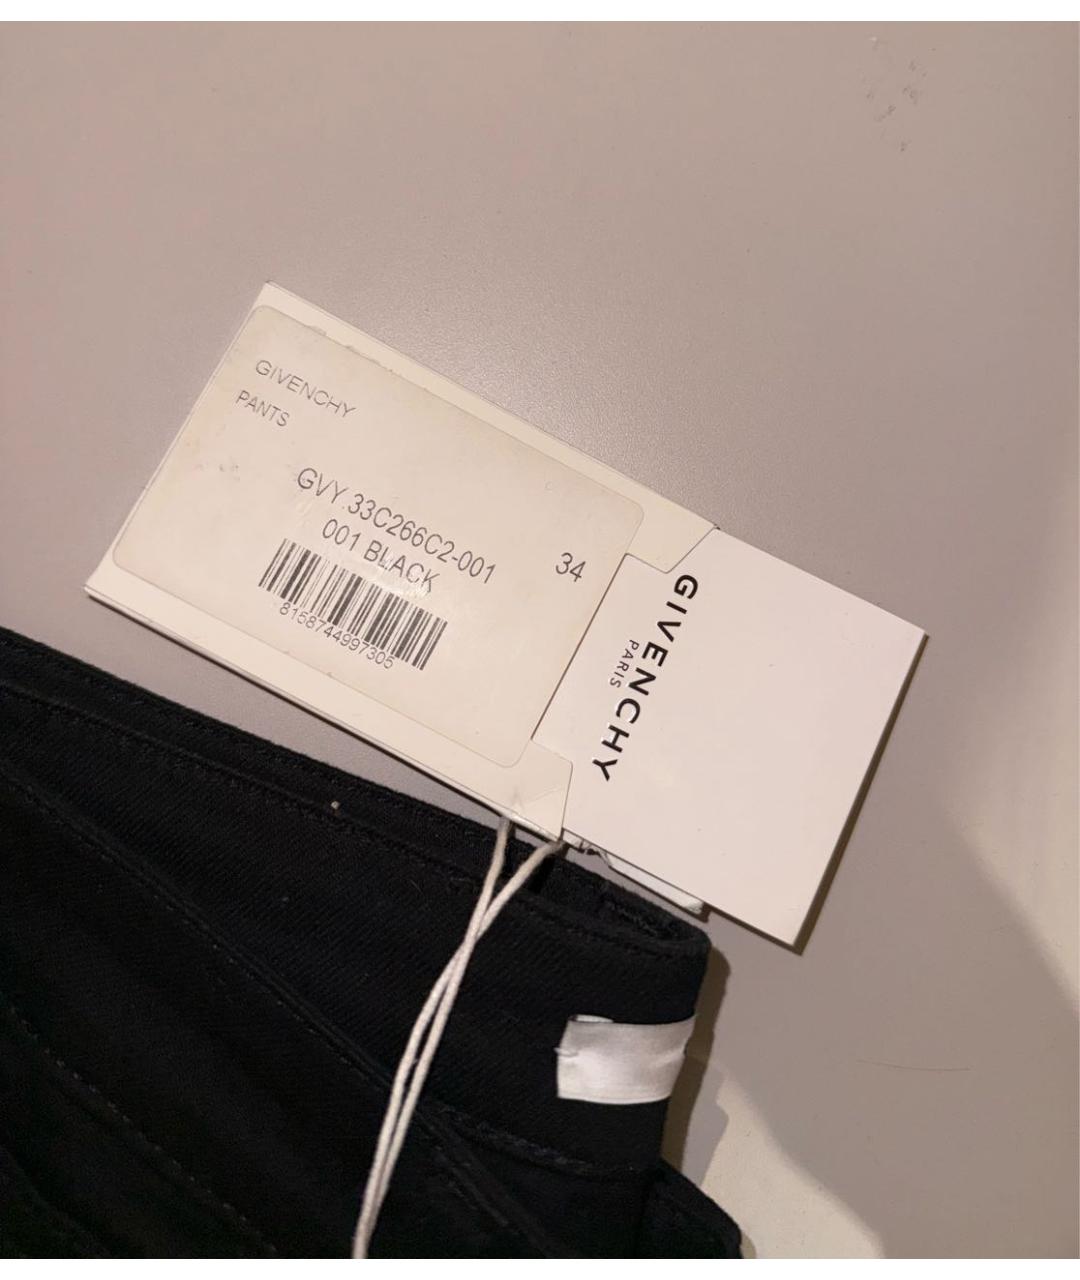 GIVENCHY
PANTS
GVY.33C266C2-001
001 BLACK
34
8158744997305
GIVENCHY
PARIS